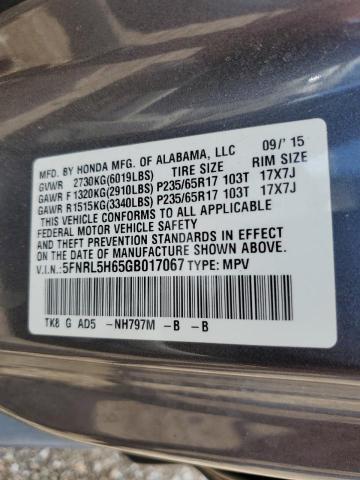 MFD. BY HONDA MFG. OF ALABAMA, LLC 09/'15
GVWR 2730KG(6019LBS) TIRE SIZE RIM SIZE
GAWR F 1320KG(2910LBS) P235/65R17 103T 17X7J
GAWR R1515KG(3340LBS) P235/65R17 103T 17X7J
THIS VEHICLE CONFORMS TO ALL APPLICABLE
FEDERAL MOTOR VEHICLE SAFETY AND THEFT
PREVENTION STANDARDS IN EFFECT ON THE
DATE OF MANUFACTURE SHOWN ABOVE.
V.I.N.:5FNRL5H65GB017067 TYPE: MPV
TK8 G AD5 -NH797M -B -B